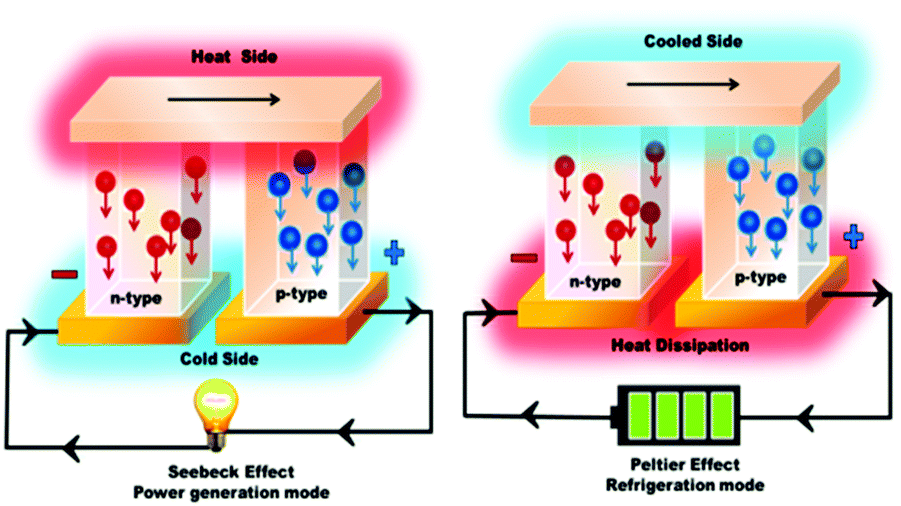 Heat Side
n-type
p-type
Cold Side
Seebeck Effect
Power generation mode
Cooled Side
n-type
p-type
Heat Dissipation
Peltier Effect
Refrigeration mode